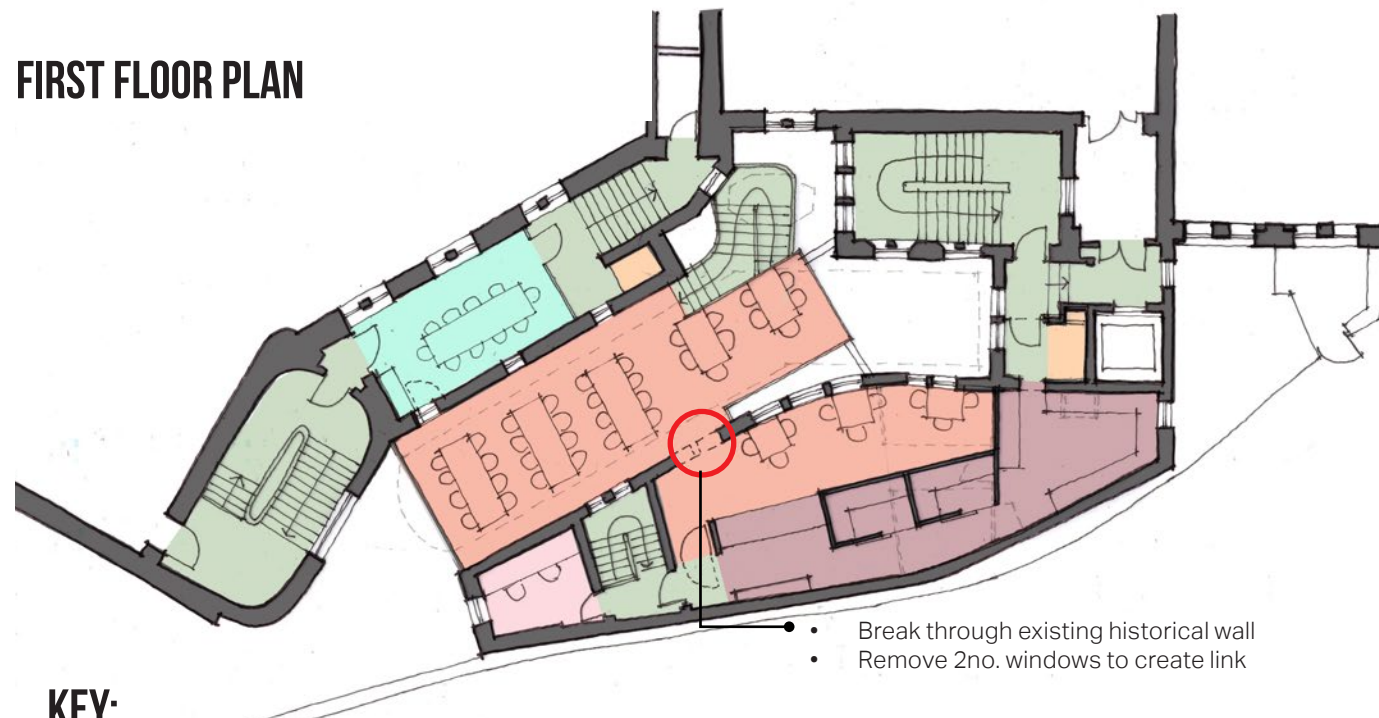 FIRST FLOOR PLAN
• Break through existing historical wall
• Remove 2no. windows to create link
KEY: